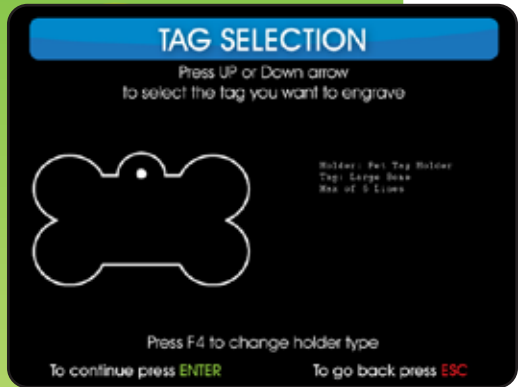 TAG SELECTION
Press UP or Down arrow
to select the tag you want to engrave
Holder: Pet Tag Holder
Tag: Large Bone
Max of 5 Lines
Press F4 to change holder type
To continue press ENTER
To go back press ESC